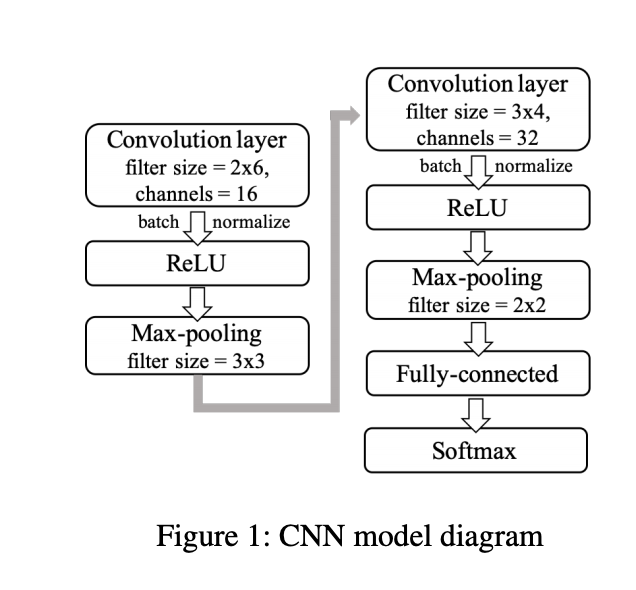 Convolution layer
filter size = 2x6,
channels = 16
batch normalize
ReLU
Max-pooling
filter size = 3x3
Convolution layer
filter size = 3x4,
channels = 32
batch normalize
ReLU
Max-pooling
filter size = 2x2
Fully-connected
Softmax
Figure 1: CNN model diagram